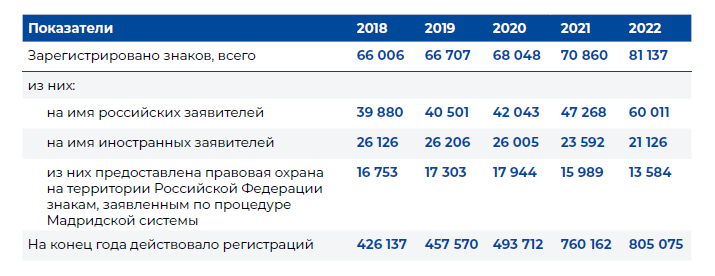 Показатели 2018 2019 2020 2021 2022
Зарегистрировано знаков, всего 66 006 66 707 68 048 70 860 81 137
из них:
на имя российских заявителей 39 880 40 501 42 043 47 268 60 011
на имя иностранных заявителей 26 126 26 206 26 005 23 592 21 126
из них предоставлена правовая охрана 16 753 17 303 17 944 15 989 13 584
на территории Российской Федерации
знакам, заявленным по процедуре
Мадридской системы
На конец года действовало регистраций 426 137 457 570 493 712 760 162 805 075